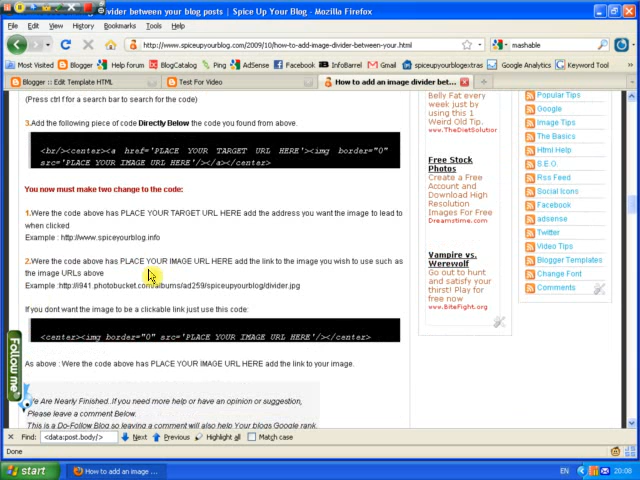 divider between your blog posts | Spice Up Your Blog - Mozilla Firefox
File Edit View History Bookmarks Tools Help
http://www.spiceupyourblog.com/2009/10/how-to-add-image-divider-between-your.html
mashable
Most Visited Blogger Help Forum BlogCatalog Ping AdSense Facebook InfoBarrel Gmail spiceupyourblogextras Google Analytics Keyword Tool
Blogger :: Edit Template HTML
Test For Video
How to add an image divider bet...
(Press ctrl f for a search bar to search for the code)
3.Add the following piece of code Directly Below the code you found from above.
<br/><center><a href='PLACE YOUR TARGET URL HERE'><img border="0"
src='PLACE YOUR IMAGE URL HERE'/></a></center>
You now must make two change to the code:
1.Were the code above has PLACE YOUR TARGET URL HERE add the address you want the image to lead to
when clicked
Example : http://www.spiceyourblog.info
2.Were the code above has PLACE YOUR IMAGE URL HERE add the link to the image you wish to use such as
the image URLs above
Example :http://i941.photobucket.com/albums/ad259/spiceupyourblog/divider.jpg
If you dont want the image to be a clickable link just use this code:
<center><img border="0" src='PLACE YOUR IMAGE URL HERE'/></center>
As above : Were the code above has PLACE YOUR IMAGE URL HERE add the link to your image.
We Are Nearly Finished..If you need more help or have an opinion or suggestion,
Please leave a comment Below.
This is a Do-Follow Blog so leaving a comment will also help Your blogs Google rank.
Follow me
Belly Fat every
week just by
using this 1
Weird Old Tip.
www.TheDietSolution
Free Stock
Photos
Create a Free
Account and
Download High
Resolution
Images For Free
Dreamstime.com
Vampire vs.
Werewolf
Go out to hunt
and satisfy your
thirst! Play for
free now
www.BiteFight.org
Popular Tips
Google
Image Tips
The Basics
Html Help
S.E.O.
Rss Feed
Social Icons
Facebook
adsense
Twitter
Video Tips
Blogger Templates
Change Font
Comments
Find: <data:post.body/> Next Previous Highlight all Match case
Done
start
How to add an image ...
EN
20:08